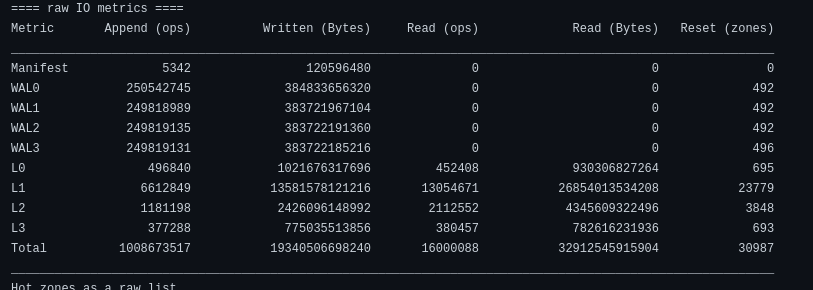 ==== raw IO metrics ====
Metric Append (ops) Written (Bytes) Read (ops) Read (Bytes) Reset (zones)
Manifest 5342 120596480 0 0 0
WAL0 250542745 384833656320 0 0 492
WAL1 249818989 383721967104 0 0 492
WAL2 249819135 383722191360 0 0 492
WAL3 249819131 383722185216 0 0 496
L0 496840 1021676317696 452408 930306827264 695
L1 6612849 13581578121216 13054671 26854013534208 23779
L2 1181198 2426096148992 2112552 4345609322496 3848
L3 377288 775035513856 380457 782616231936 693
Total 1008673517 19340506698240 16000088 32912545915904 30987
Hot zones as a raw list